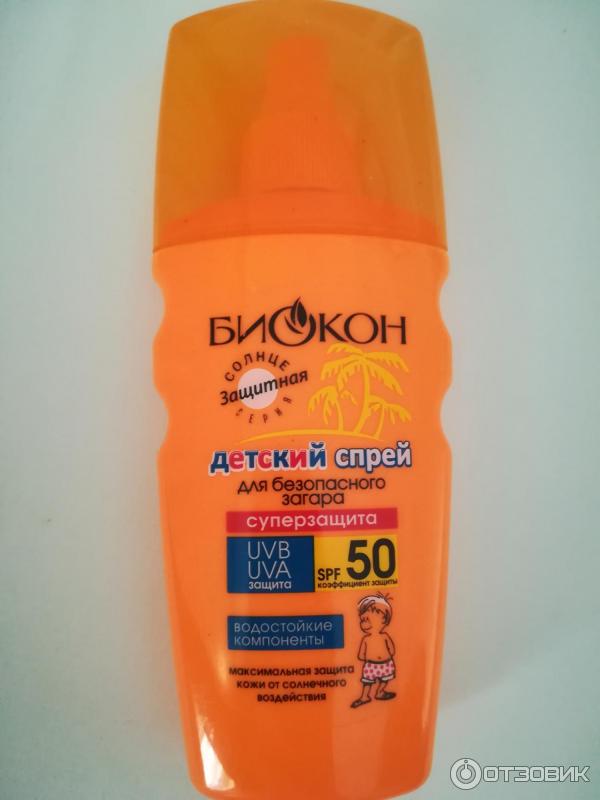 БИОКОН
СОЛНЦЕ
Защитная
СЕРИЯ
детский спрей
для безопасного
загара
суперзащита
UVB
UVA
защита
SPF 50
коэффициент защиты
водостойкие
компоненты
максимальная защита
кожи от солнечного
воздействия
ОТЗОВИК